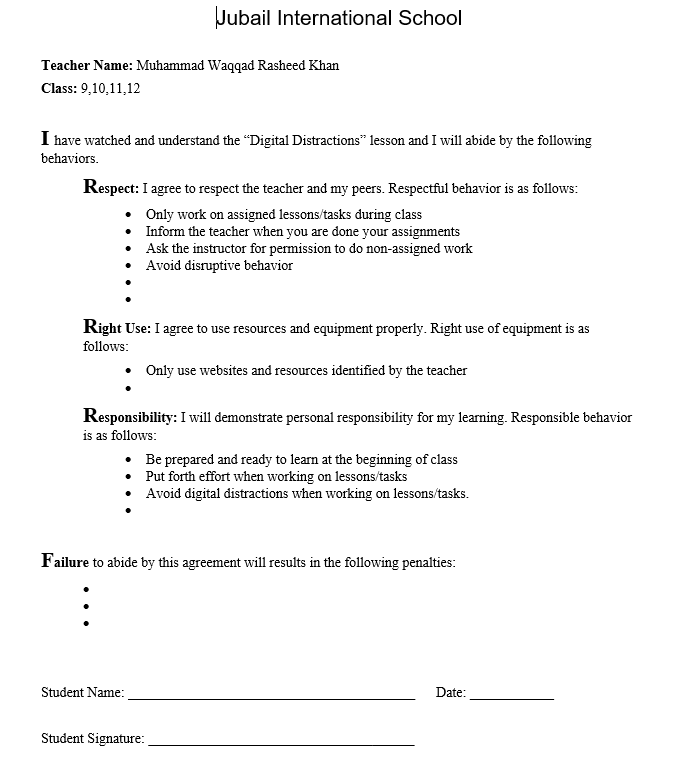 Jubail International School
Teacher Name: Muhammad Waqqad Rasheed Khan
Class: 9,10,11,12
I have watched and understand the “Digital Distractions” lesson and I will abide by the following
behaviors.
Respect: I agree to respect the teacher and my peers. Respectful behavior is as follows:
• Only work on assigned lessons/tasks during class
• Inform the teacher when you are done your assignments
• Ask the instructor for permission to do non-assigned work
• Avoid disruptive behavior
•
•
Right Use: I agree to use resources and equipment properly. Right use of equipment is as
follows:
• Only use websites and resources identified by the teacher
•
Responsibility: I will demonstrate personal responsibility for my learning. Responsible behavior
is as follows:
• Be prepared and ready to learn at the beginning of class
• Put forth effort when working on lessons/tasks
• Avoid digital distractions when working on lessons/tasks.
•
Failure to abide by this agreement will results in the following penalties:
•
•
•
Student Name: _________________________________________ Date: ____________
Student Signature: ______________________________________